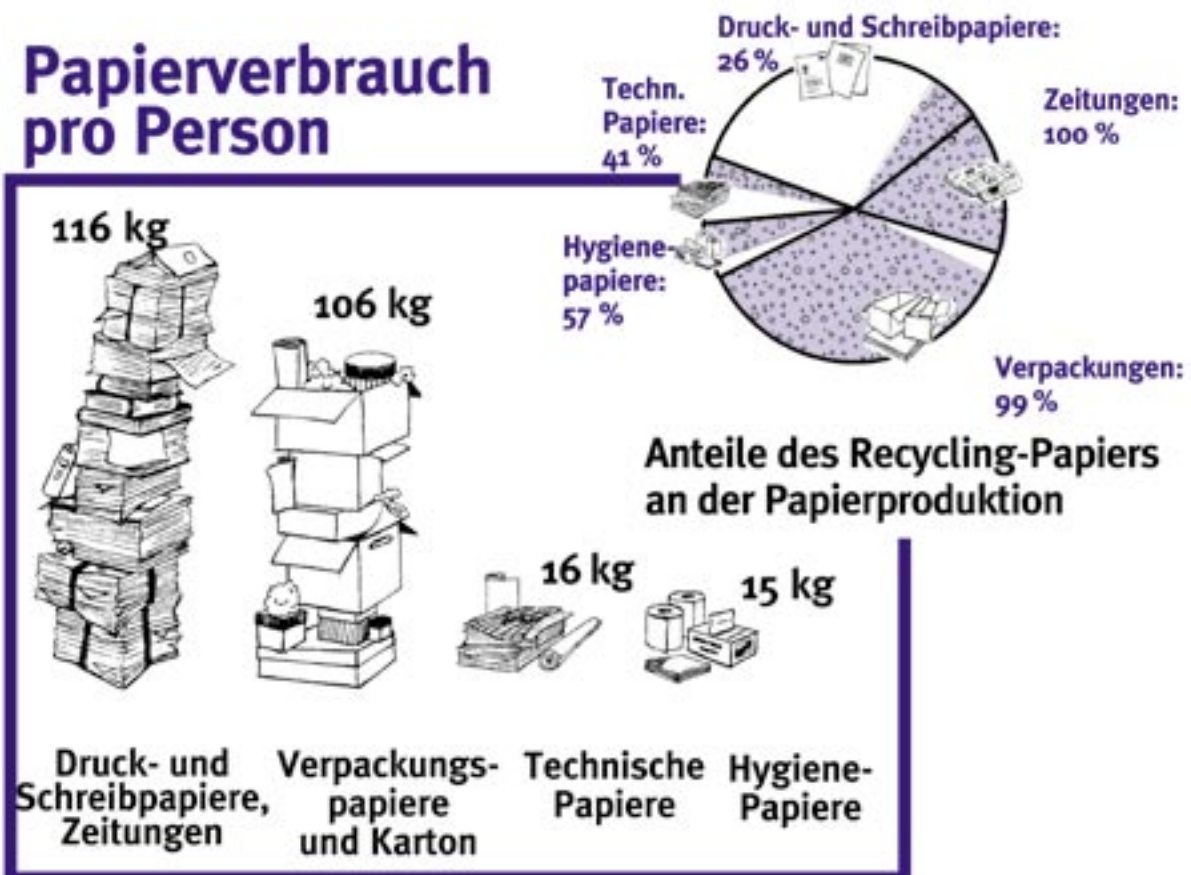 Papierverbrauch
pro Person
Druck- und Schreibpapiere:
26 %
Techn.
Papiere:
41 %
Zeitungen:
100 %
Hygiene-
papiere:
57 %
Verpackungen:
99 %
Anteile des Recycling-Papiers
an der Papierproduktion
116 kg
106 kg
16 kg
15 kg
Druck- und
Schreibpapiere,
Zeitungen
Verpackungs-
papiere
und Karton
Technische
Papiere
Hygiene-
Papiere